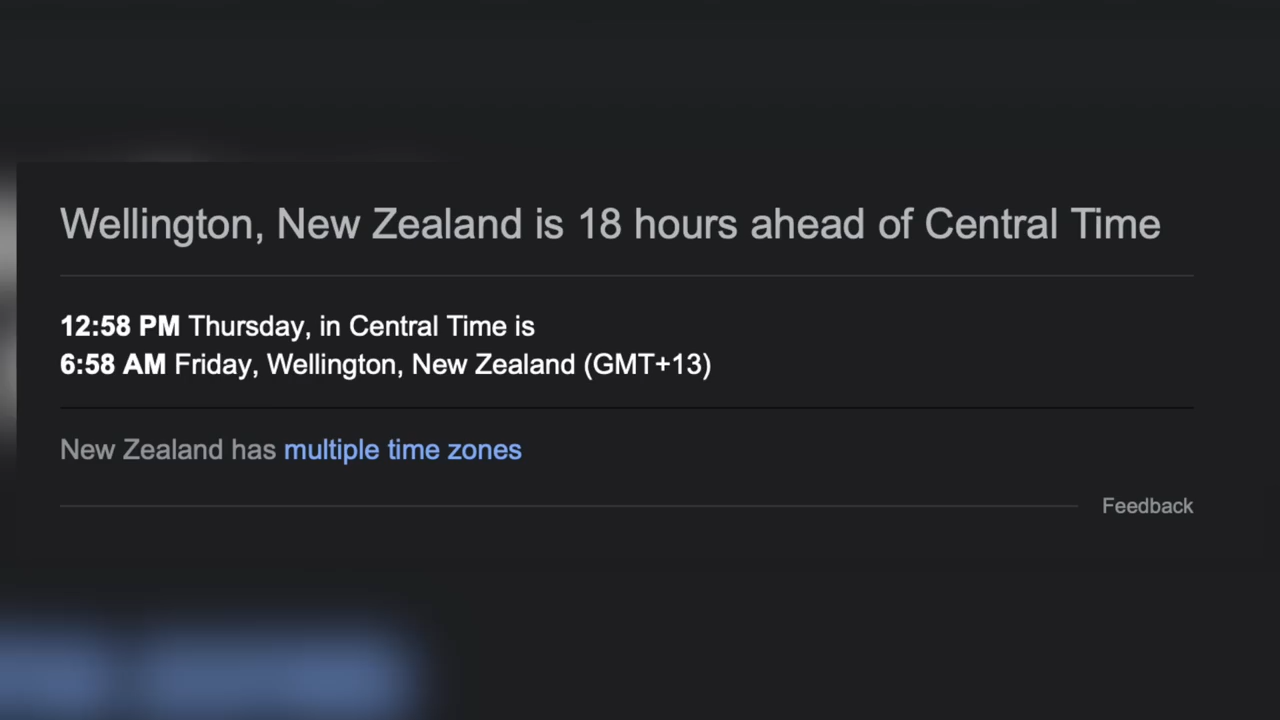 Wellington, New Zealand is 18 hours ahead of Central Time
12:58 PM Thursday, in Central Time is
6:58 AM Friday, Wellington, New Zealand (GMT+13)
New Zealand has multiple time zones
Feedback